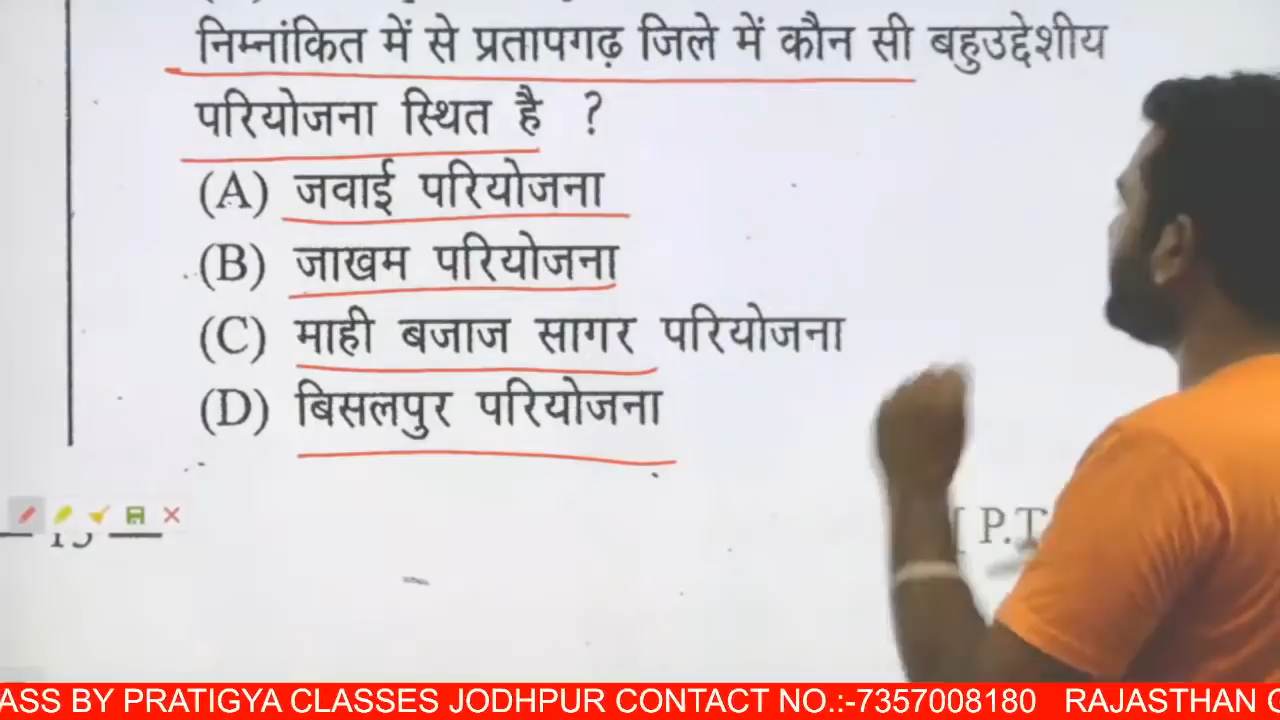 निम्नांकित में से प्रतापगढ़ जिले में कौन सी बहुउद्देशीय
परियोजना स्थित है ?
(A) जवाई परियोजना
(B) जाखम परियोजना
(C) माही बजाज सागर परियोजना
(D) बिसलपुर परियोजना
[ P.T
ASS BY PRATIGYA CLASSES JODHPUR CONTACT NO.:-7357008180 RAJASTHAN